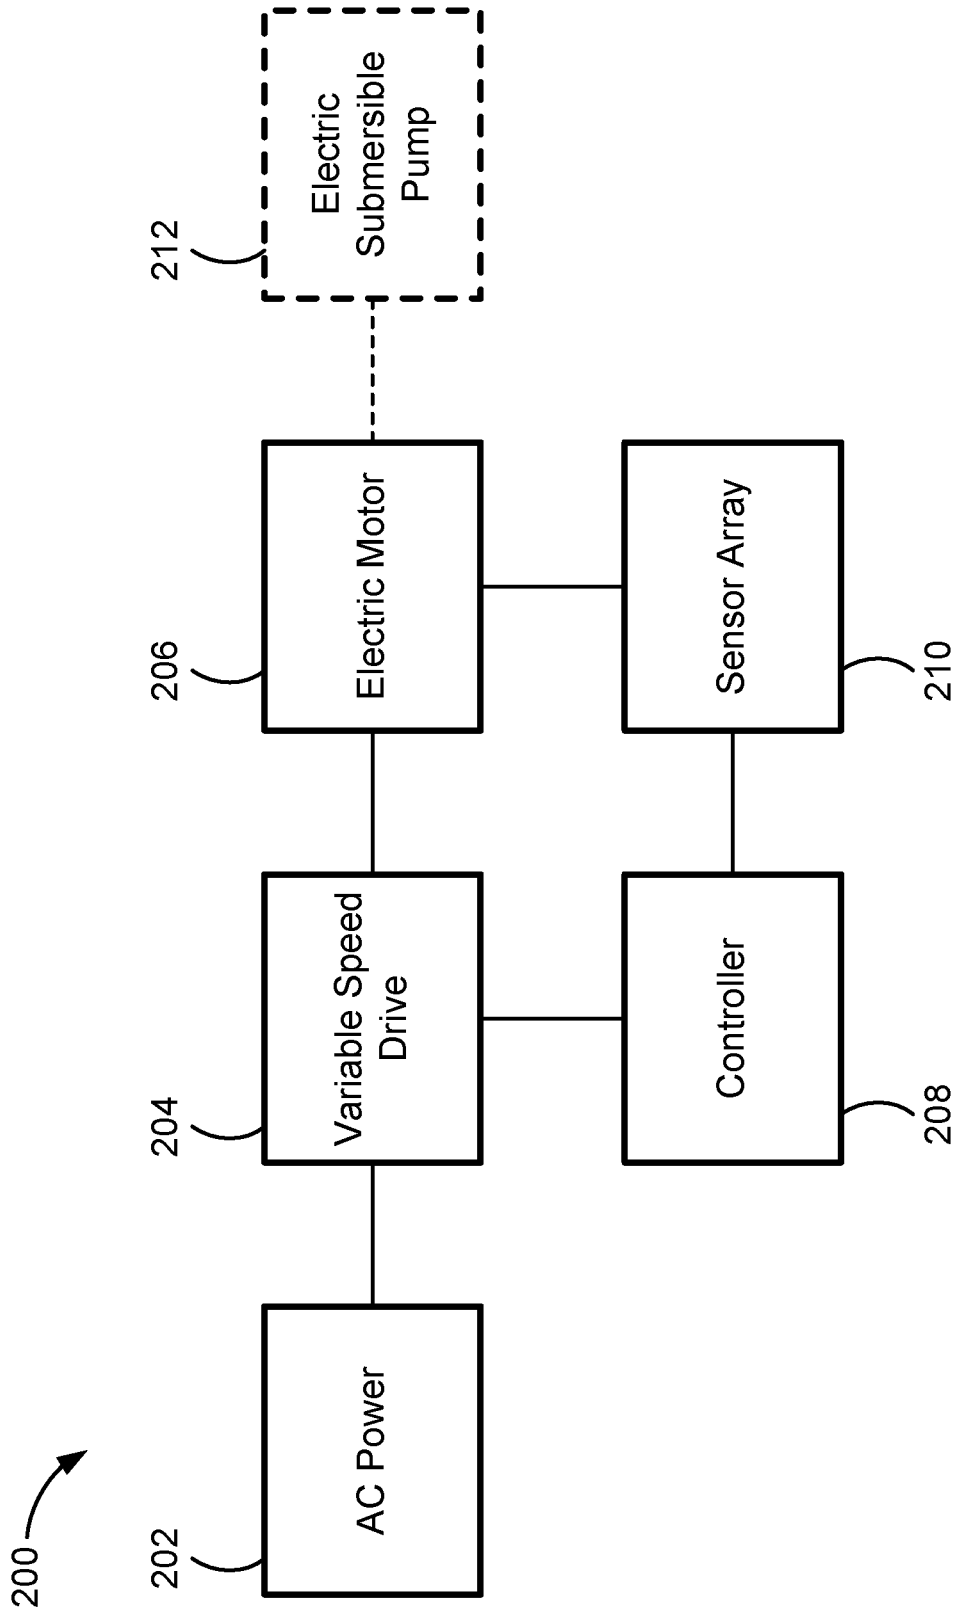 200
202
AC Power
204
Variable Speed
Drive
206
Electric Motor
212
Electric
Submersible
Pump
Controller
208
Sensor Array
210